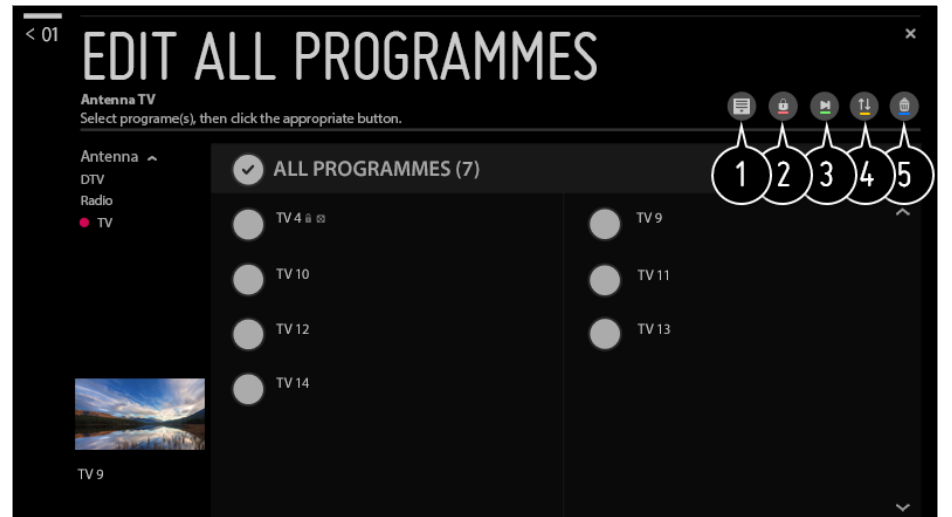 < 01
EDIT ALL PROGRAMMES
×
Antenna TV
Select programe(s), then click the appropriate button.
1 2 3 4 5
Antenna
DTV
Radio
TV
ALL PROGRAMMES (7)
TV 4
TV 9
TV 10
TV 11
TV 12
TV 13
TV 14
TV 9